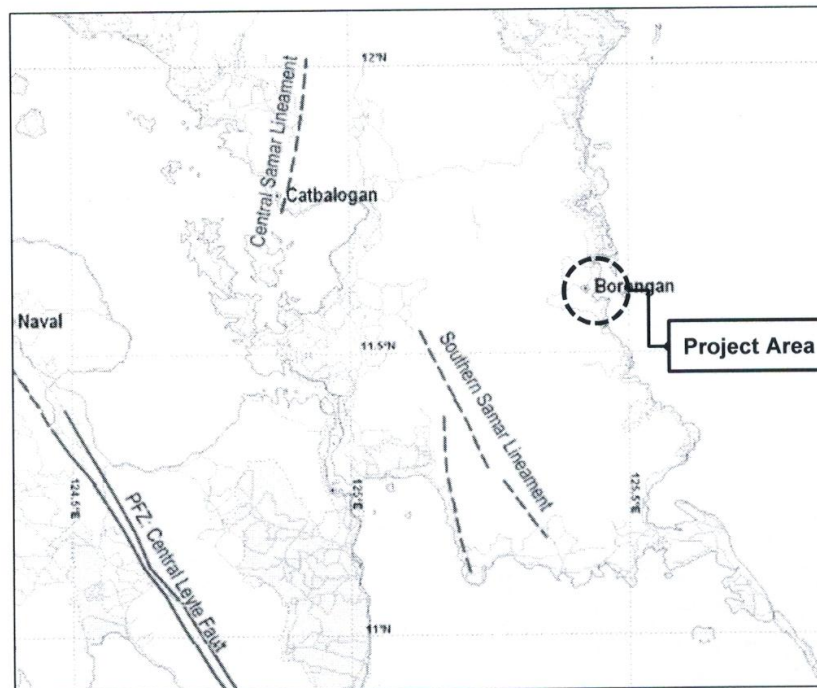 12°N
Central Samar Lineament
Catbalogan
Borongan
Naval
11.5°N
Project Area
Southern Samar Lineament
124.5°E
125°E
125.5°E
PFZ: Central Leyte Fault
11°N